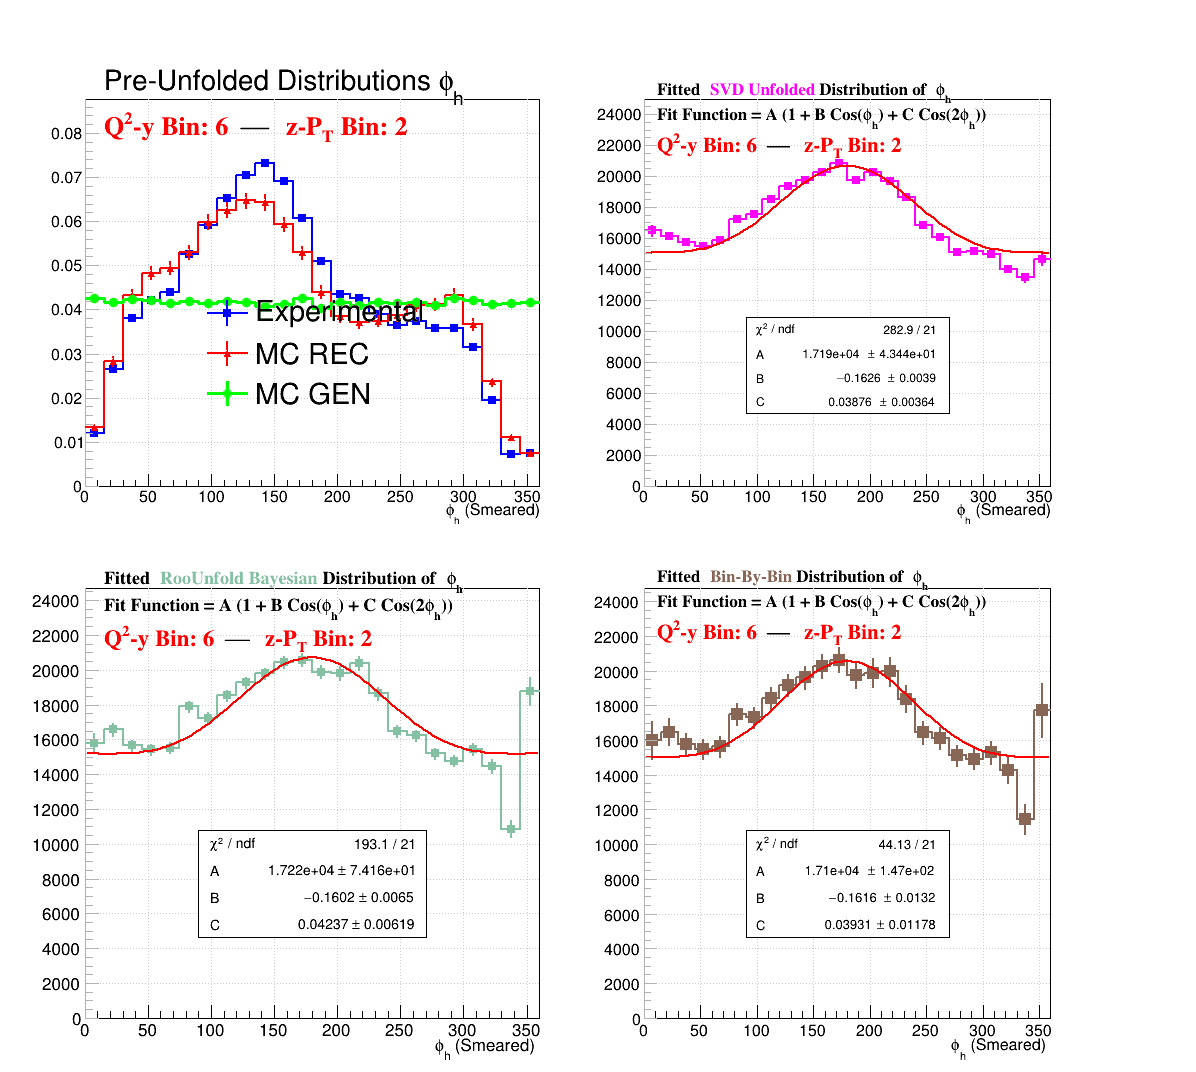 Pre-Unfolded Distributions ϕh
Q2-y Bin: 6 — z-PT Bin: 2
0.08
0.07
0.06
0.05
0.04
0.03
0.02
0.01
0
Experimental
MC REC
MC GEN
0 50 100 150 200 250 300 350
ϕh (Smeared)
Fitted SVD Unfolded Distribution of ϕh
Fit Function = A (1 + B Cos(ϕh) + C Cos(2ϕh))
Q2-y Bin: 6 — z-PT Bin: 2
24000
22000
20000
18000
16000
14000
12000
10000
8000
6000
4000
2000
0
χ2 / ndf 282.9 / 21
A 1.719e+04 ± 4.344e+01
B −0.1626 ± 0.0039
C 0.03876 ± 0.00364
0 50 100 150 200 250 300 350
ϕh (Smeared)
Fitted RooUnfold Bayesian Distribution of ϕh
Fit Function = A (1 + B Cos(ϕh) + C Cos(2ϕh))
Q2-y Bin: 6 — z-PT Bin: 2
24000
22000
20000
18000
16000
14000
12000
10000
8000
6000
4000
2000
0
χ2 / ndf 193.1 / 21
A 1.722e+04 ± 7.416e+01
B −0.1602 ± 0.0065
C 0.04237 ± 0.00619
0 50 100 150 200 250 300 350
ϕh (Smeared)
Fitted Bin-By-Bin Distribution of ϕh
Fit Function = A (1 + B Cos(ϕh) + C Cos(2ϕh))
Q2-y Bin: 6 — z-PT Bin: 2
24000
22000
20000
18000
16000
14000
12000
10000
8000
6000
4000
2000
0
χ2 / ndf 44.13 / 21
A 1.71e+04 ± 1.47e+02
B −0.1616 ± 0.0132
C 0.03931 ± 0.01178
0 50 100 150 200 250 300 350
ϕh (Smeared)